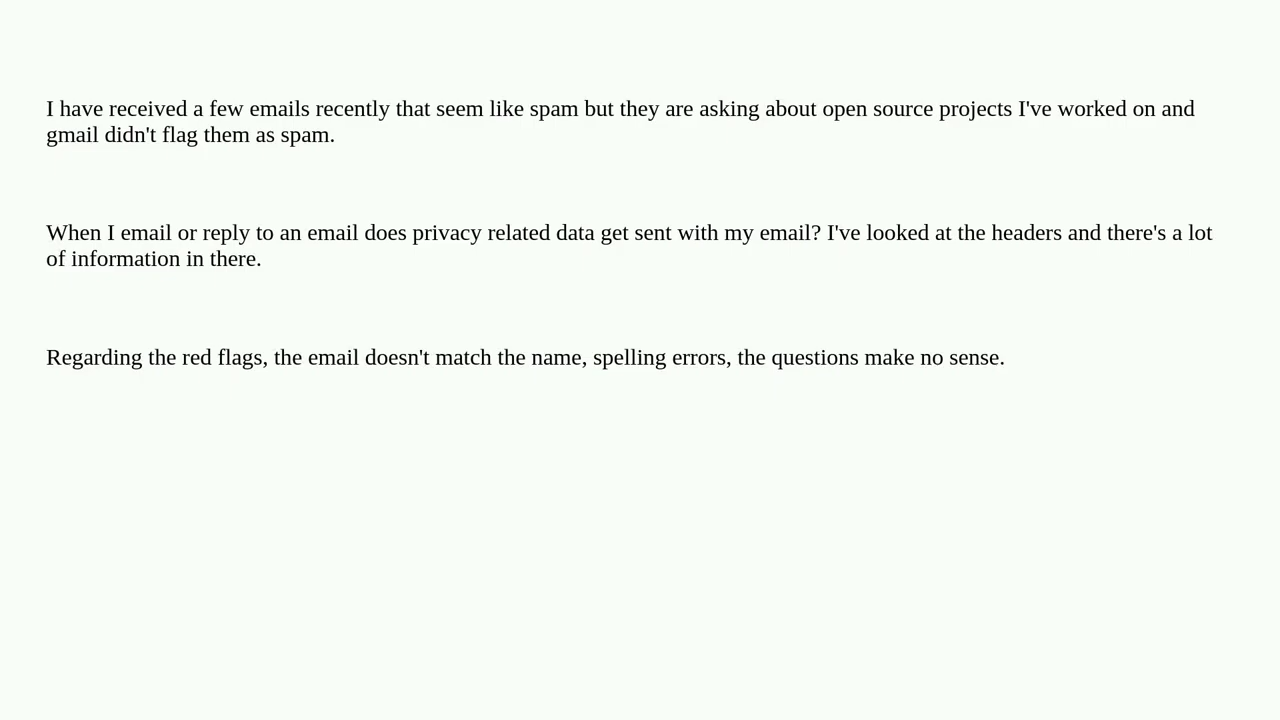 I have received a few emails recently that seem like spam but they are asking about open source projects I've worked on and
gmail didn't flag them as spam.
When I email or reply to an email does privacy related data get sent with my email? I've looked at the headers and there's a lot
of information in there.
Regarding the red flags, the email doesn't match the name, spelling errors, the questions make no sense.